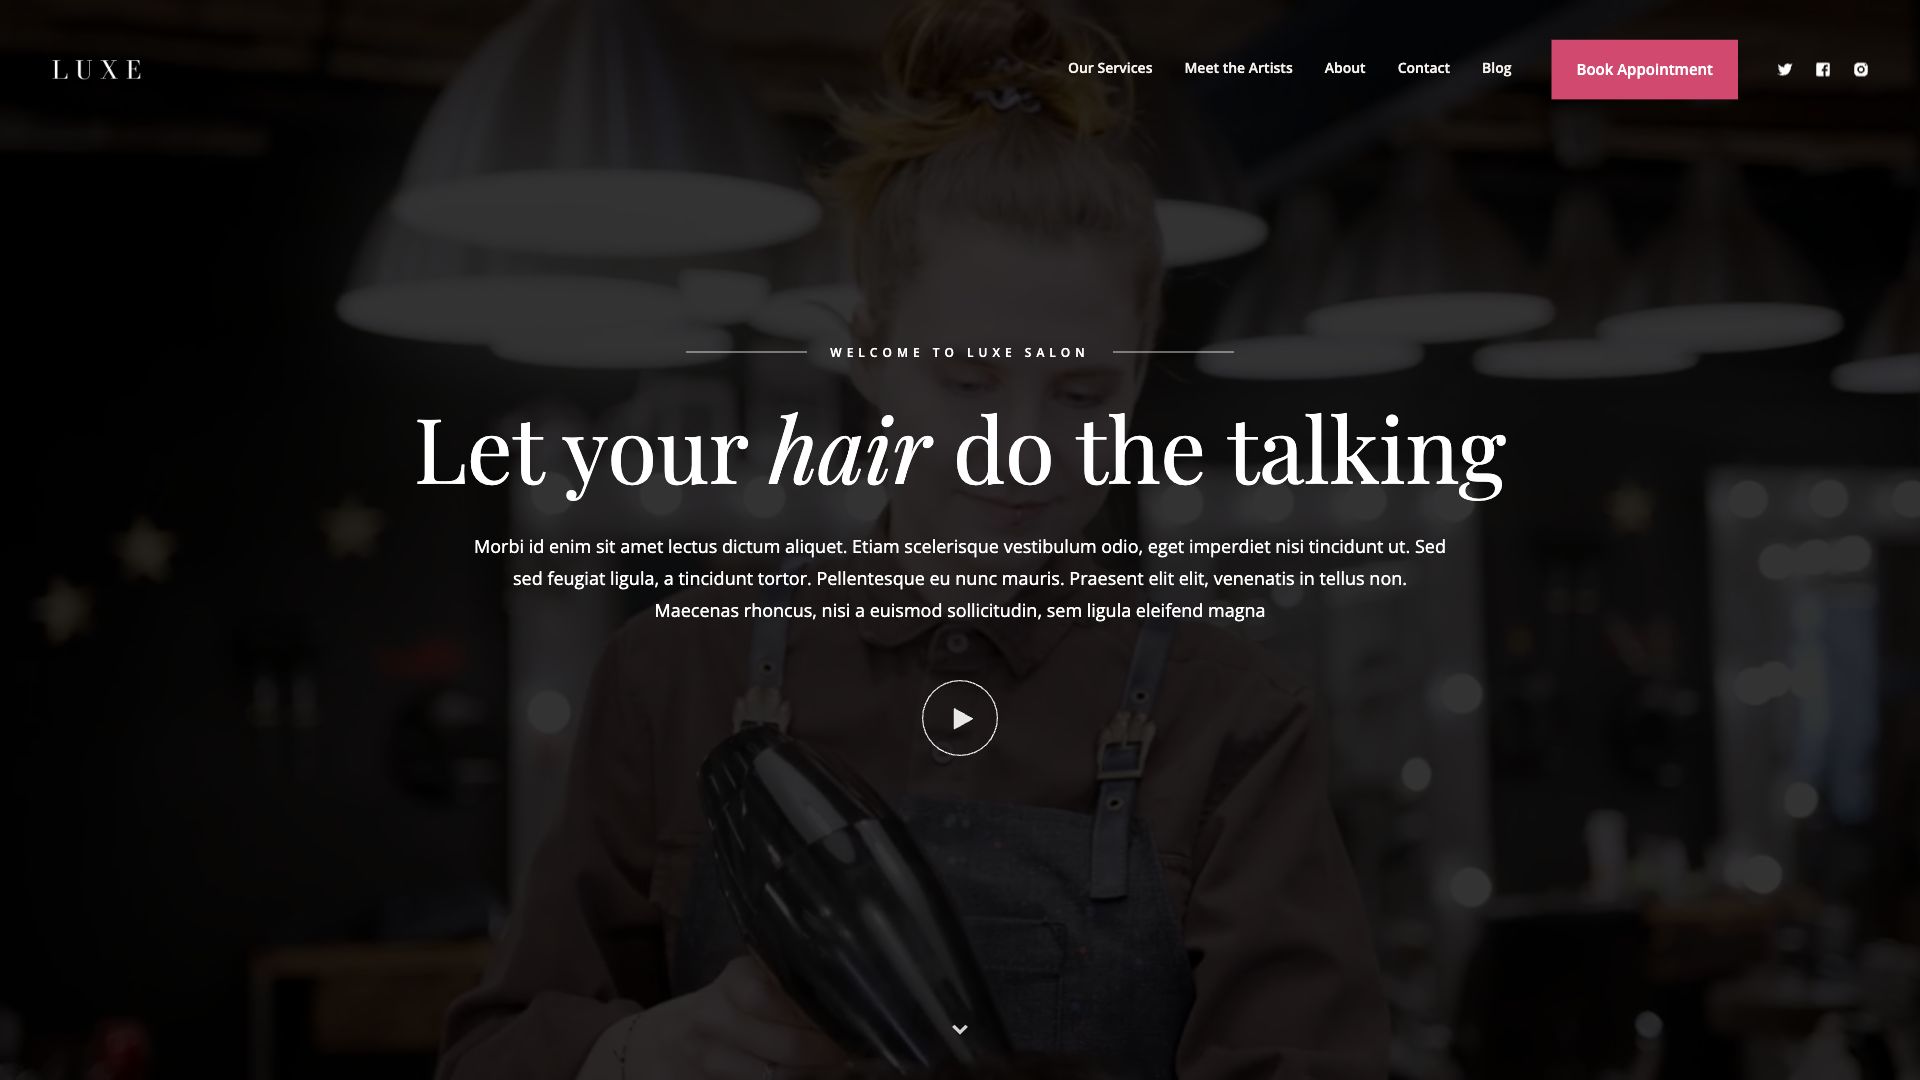 LUXE
Our Services
Meet the Artists
About
Contact
Blog
Book Appointment
WELCOME TO LUXE SALON
Let your hair do the talking
Morbi id enim sit amet lectus dictum aliquet. Etiam scelerisque vestibulum odio, eget imperdiet nisi tincidunt ut. Sed
sed feugiat ligula, a tincidunt tortor. Pellentesque eu nunc mauris. Praesent elit elit, venenatis in tellus non.
Maecenas rhoncus, nisi a euismod sollicitudin, sem ligula eleifend magna